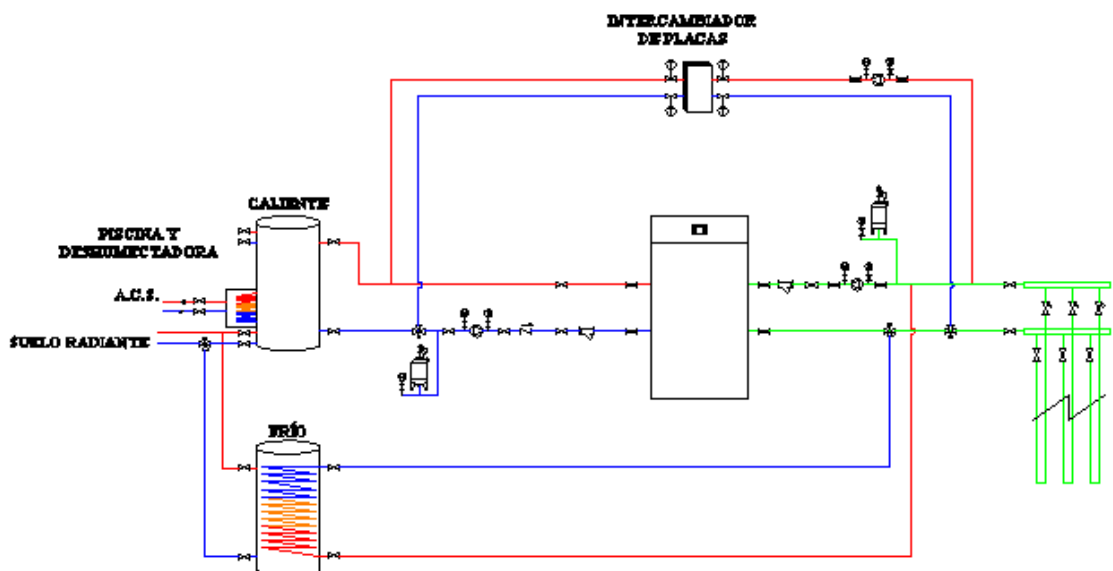 INTERCAMBIADOR
DE PLACAS
CALIENTE
PISCINA Y
DESHUMECTADORA
A.C.S.
SUELO RADIANTE
FRÍO